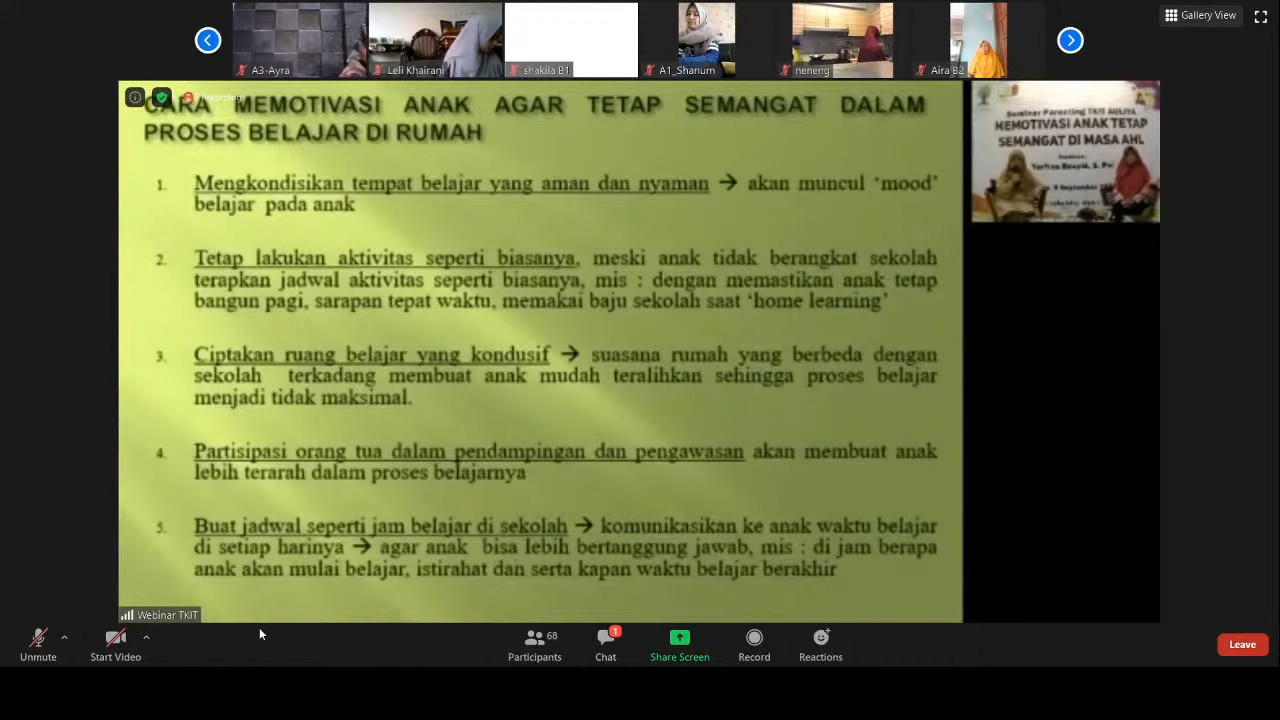 Gallery View
A3-Ayra
Leli Khairani
shakila B1
A1_Shanum
neneng
Aira B2
Recording
CARA MEMOTIVASI ANAK AGAR TETAP SEMANGAT DALAM
PROSES BELAJAR DI RUMAH
1. Mengkondisikan tempat belajar yang aman dan nyaman → akan muncul ‘mood’
belajar pada anak
2. Tetap lakukan aktivitas seperti biasanya, meski anak tidak berangkat sekolah
terapkan jadwal aktivitas seperti biasanya, mis : dengan memastikan anak tetap
bangun pagi, sarapan tepat waktu, memakai baju sekolah saat ‘home learning’
3. Ciptakan ruang belajar yang kondusif → suasana rumah yang berbeda dengan
sekolah terkadang membuat anak mudah teralihkan sehingga proses belajar
menjadi tidak maksimal.
4. Partisipasi orang tua dalam pendampingan dan pengawasan akan membuat anak
lebih terarah dalam proses belajarnya
5. Buat jadwal seperti jam belajar di sekolah → komunikasikan ke anak waktu belajar
di setiap harinya → agar anak bisa lebih bertanggung jawab, mis : di jam berapa
anak akan mulai belajar, istirahat dan serta kapan waktu belajar berakhir
Seminar Parenting TKIT AULIYA
MEMOTIVASI ANAK TETAP
SEMANGAT DI MASA
September
Webinar TKIT
Unmute
Start Video
68
Participants
1
Chat
Share Screen
Record
Reactions
Leave